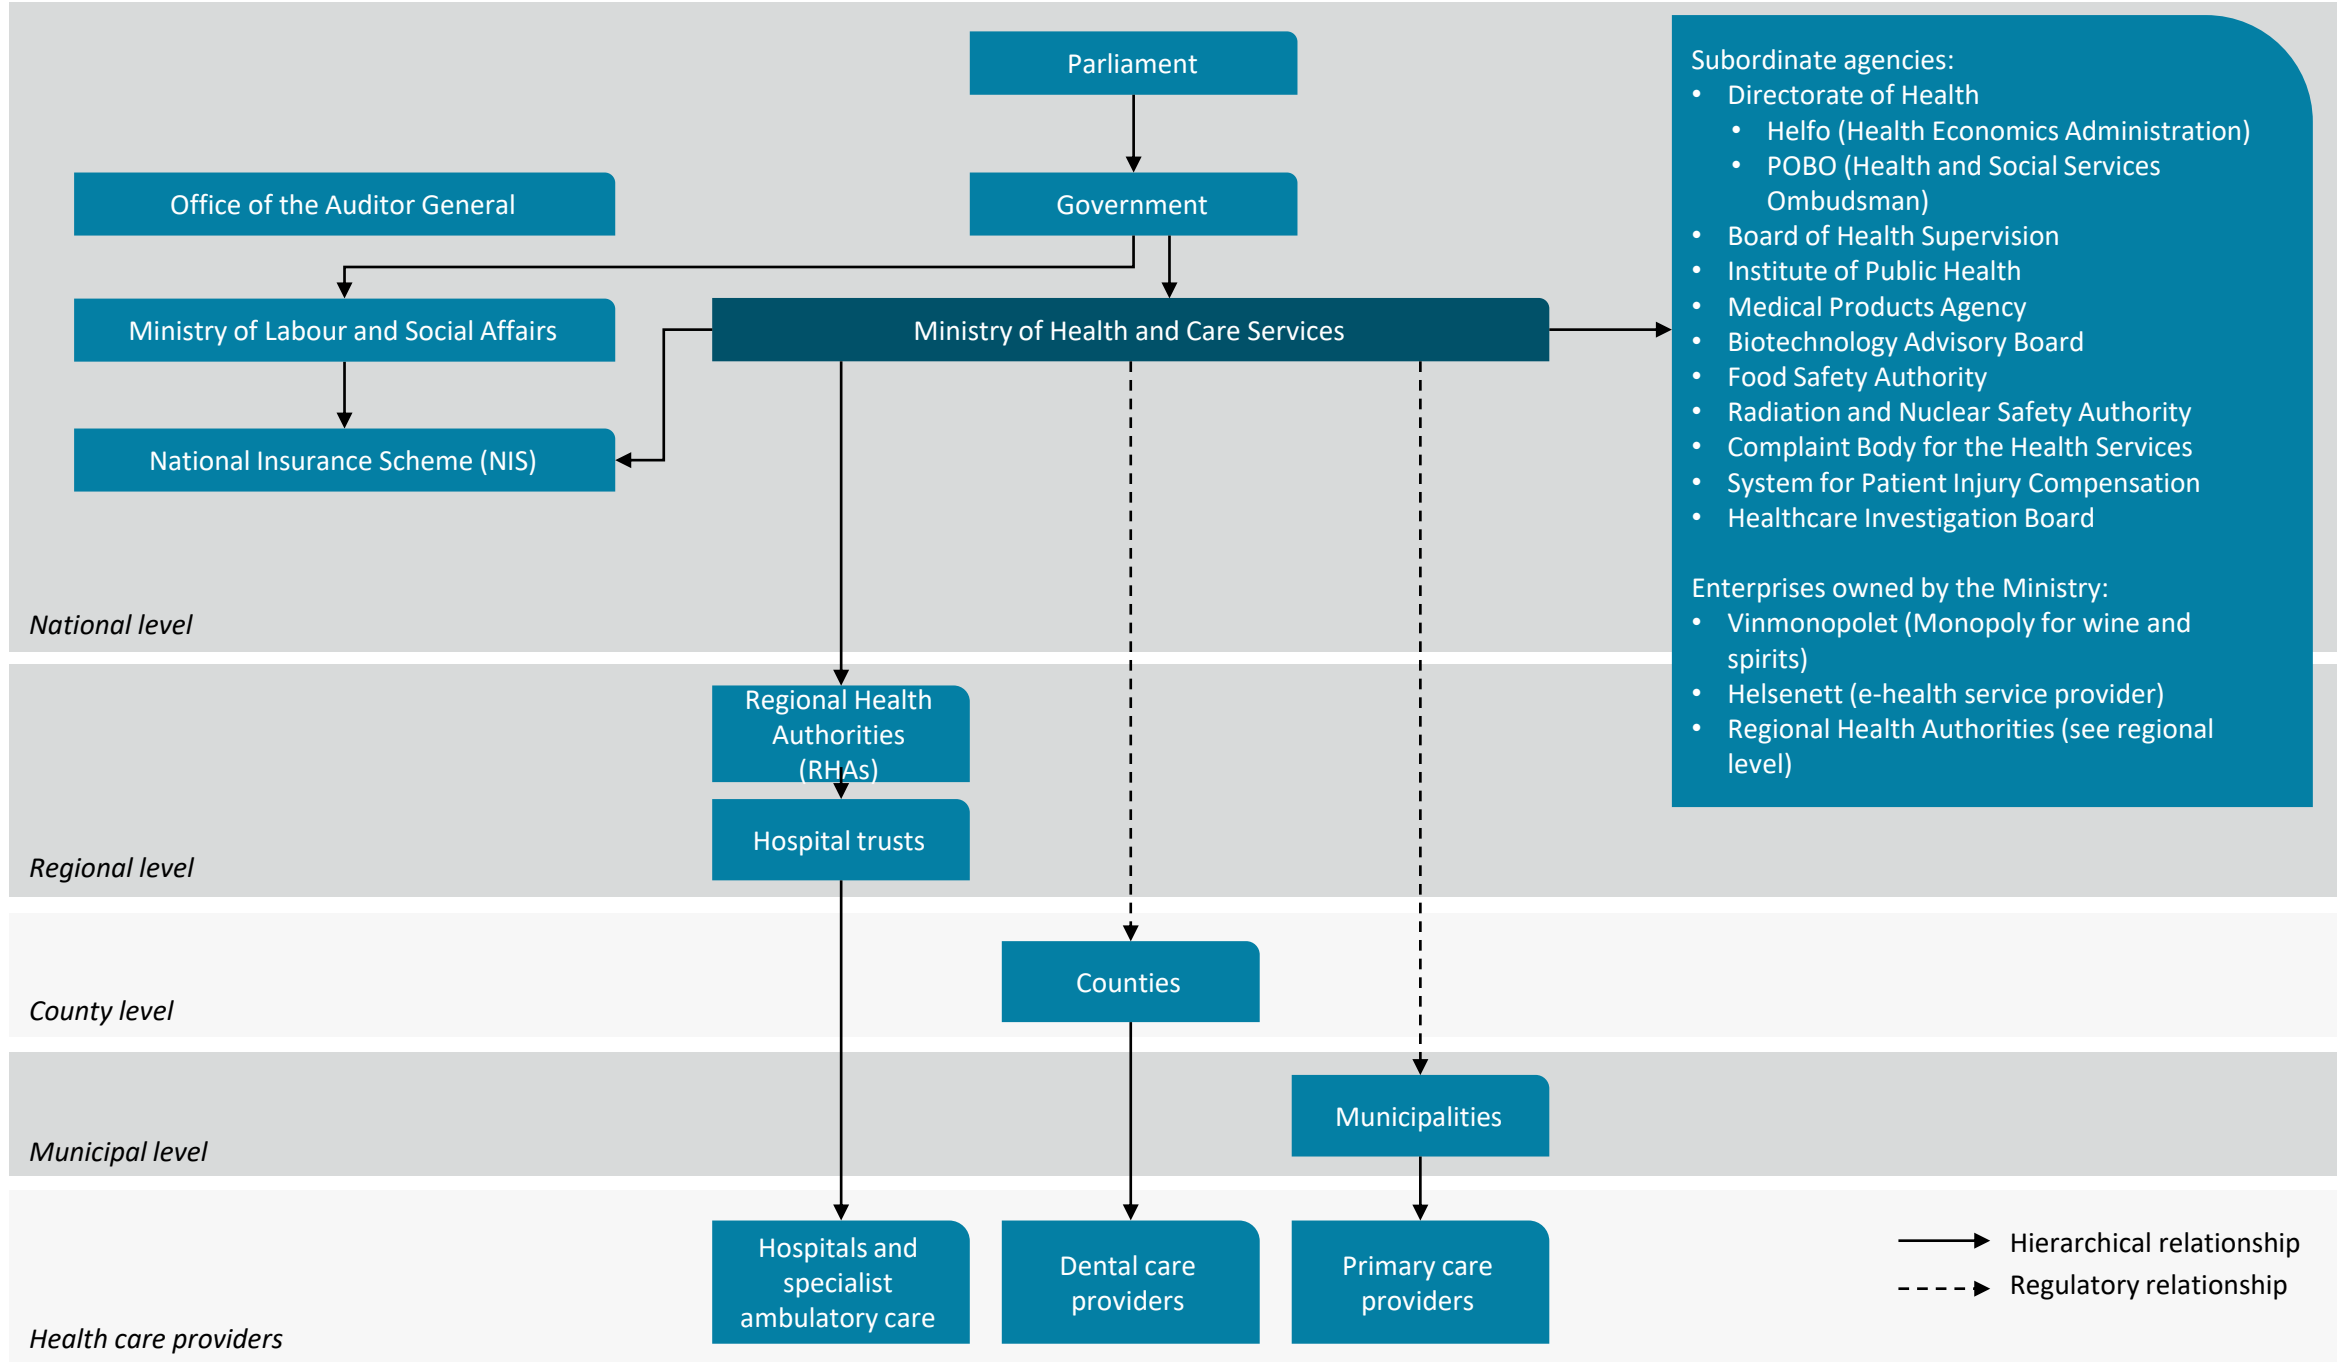 Parliament
Office of the Auditor General
Government
Ministry of Labour and Social Affairs
Ministry of Health and Care Services
National Insurance Scheme (NIS)
National level
Subordinate agencies:
• Directorate of Health
• Helfo (Health Economics Administration)
• POBO (Health and Social Services
Ombudsman)
• Board of Health Supervision
• Institute of Public Health
• Medical Products Agency
• Biotechnology Advisory Board
• Food Safety Authority
• Radiation and Nuclear Safety Authority
• Complaint Body for the Health Services
• System for Patient Injury Compensation
• Healthcare Investigation Board
Enterprises owned by the Ministry:
• Vinmonopolet (Monopoly for wine and
spirits)
• Helsenett (e-health service provider)
• Regional Health Authorities (see regional
level)
Regional Health
Authorities
(RHAs)
Hospital trusts
Regional level
Counties
County level
Municipalities
Municipal level
Hospitals and
specialist
ambulatory care
Dental care
providers
Primary care
providers
Hierarchical relationship
Regulatory relationship
Health care providers